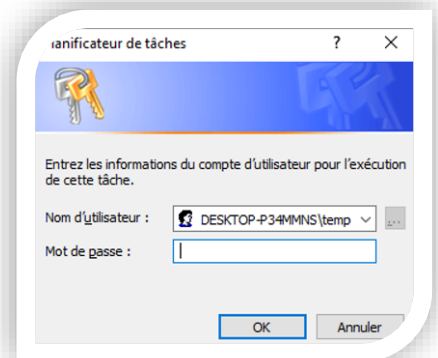 anificateur de tâches ? ×
Entrez les informations du compte d'utilisateur pour l'exécution
de cette tâche.
Nom d'utilisateur : DESKTOP-P34MMNS\temp ...
Mot de passe :
OK Annuler